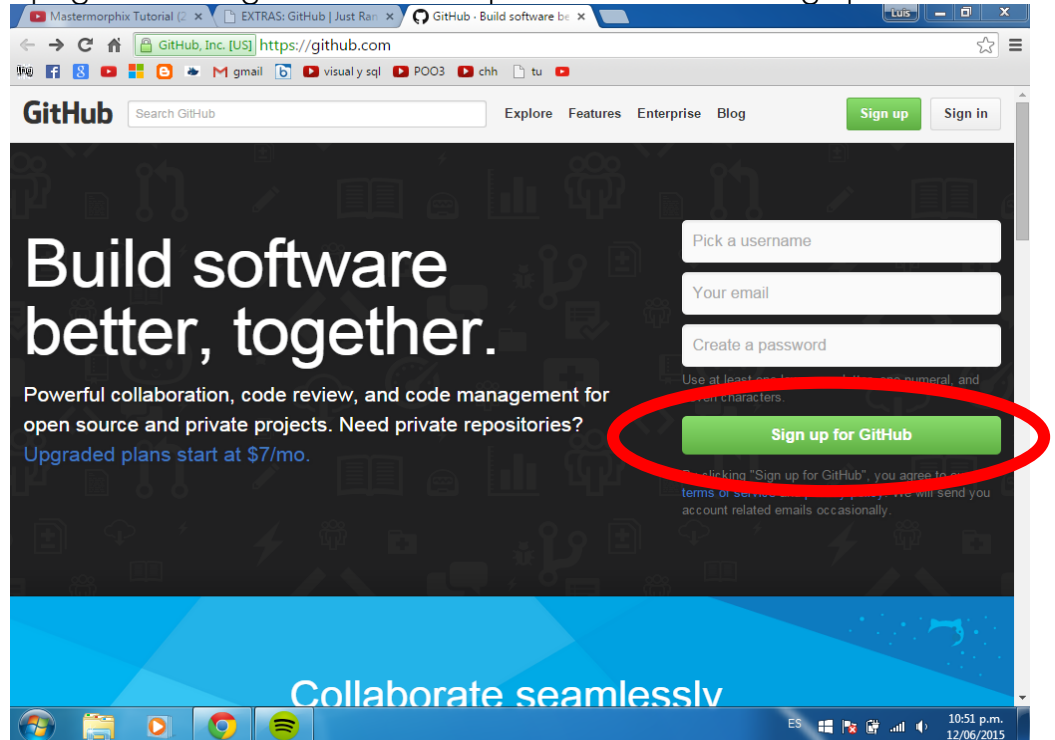 Mastermorphix Tutorial (2
EXTRAS: GitHub | Just Ran
GitHub · Build software be
Luis
GitHub, Inc. [US] https://github.com
gmail
visual y sql
POO3
chh
tu
GitHub
Search GitHub
Explore Features Enterprise Blog
Sign up
Sign in
Build software
better, together.
Powerful collaboration, code review, and code management for
open source and private projects. Need private repositories?
Upgraded plans start at $7/mo.
Pick a username
Your email
Create a password
Use at least one numeral, and
characters.
Sign up for GitHub
clicking "Sign up for GitHub", you agree to
terms of service We will send you
account related emails occasionally.
Collaborate seamlessly
ES
10:51 p.m.
12/06/2015